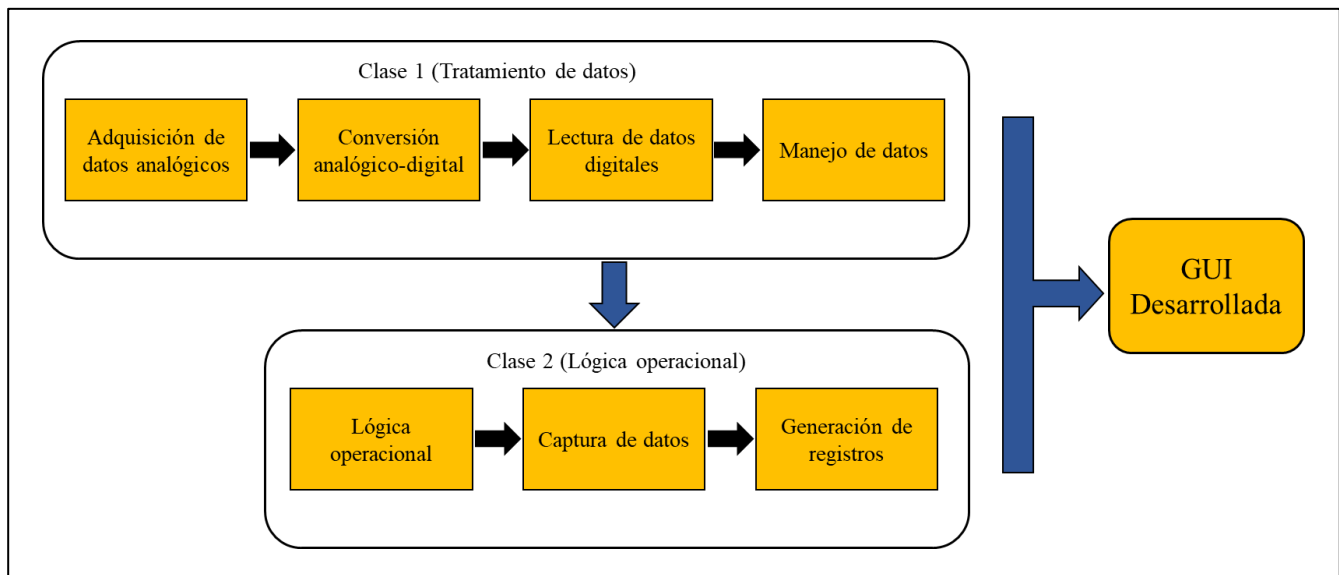 Clase 1 (Tratamiento de datos)
Adquisición de
datos analógicos
Conversión
analógico-digital
Lectura de datos
digitales
Manejo de datos
Clase 2 (Lógica operacional)
Lógica
operacional
Captura de datos
Generación de
registros
GUI
Desarrollada